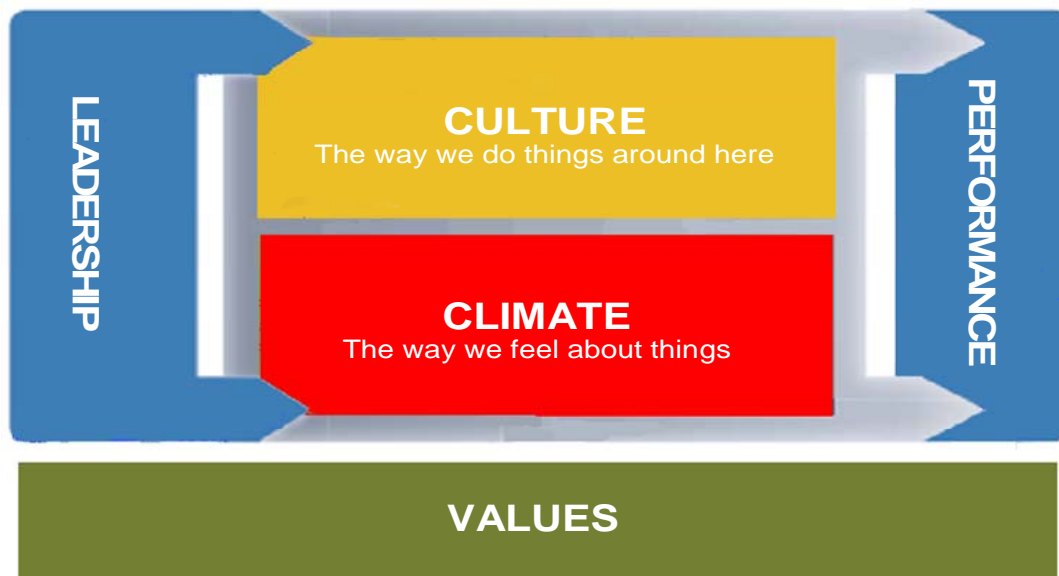 LEADERSHIP
CULTURE
The way we do things around here
CLIMATE
The way we feel about things
PERFORMANCE
VALUES